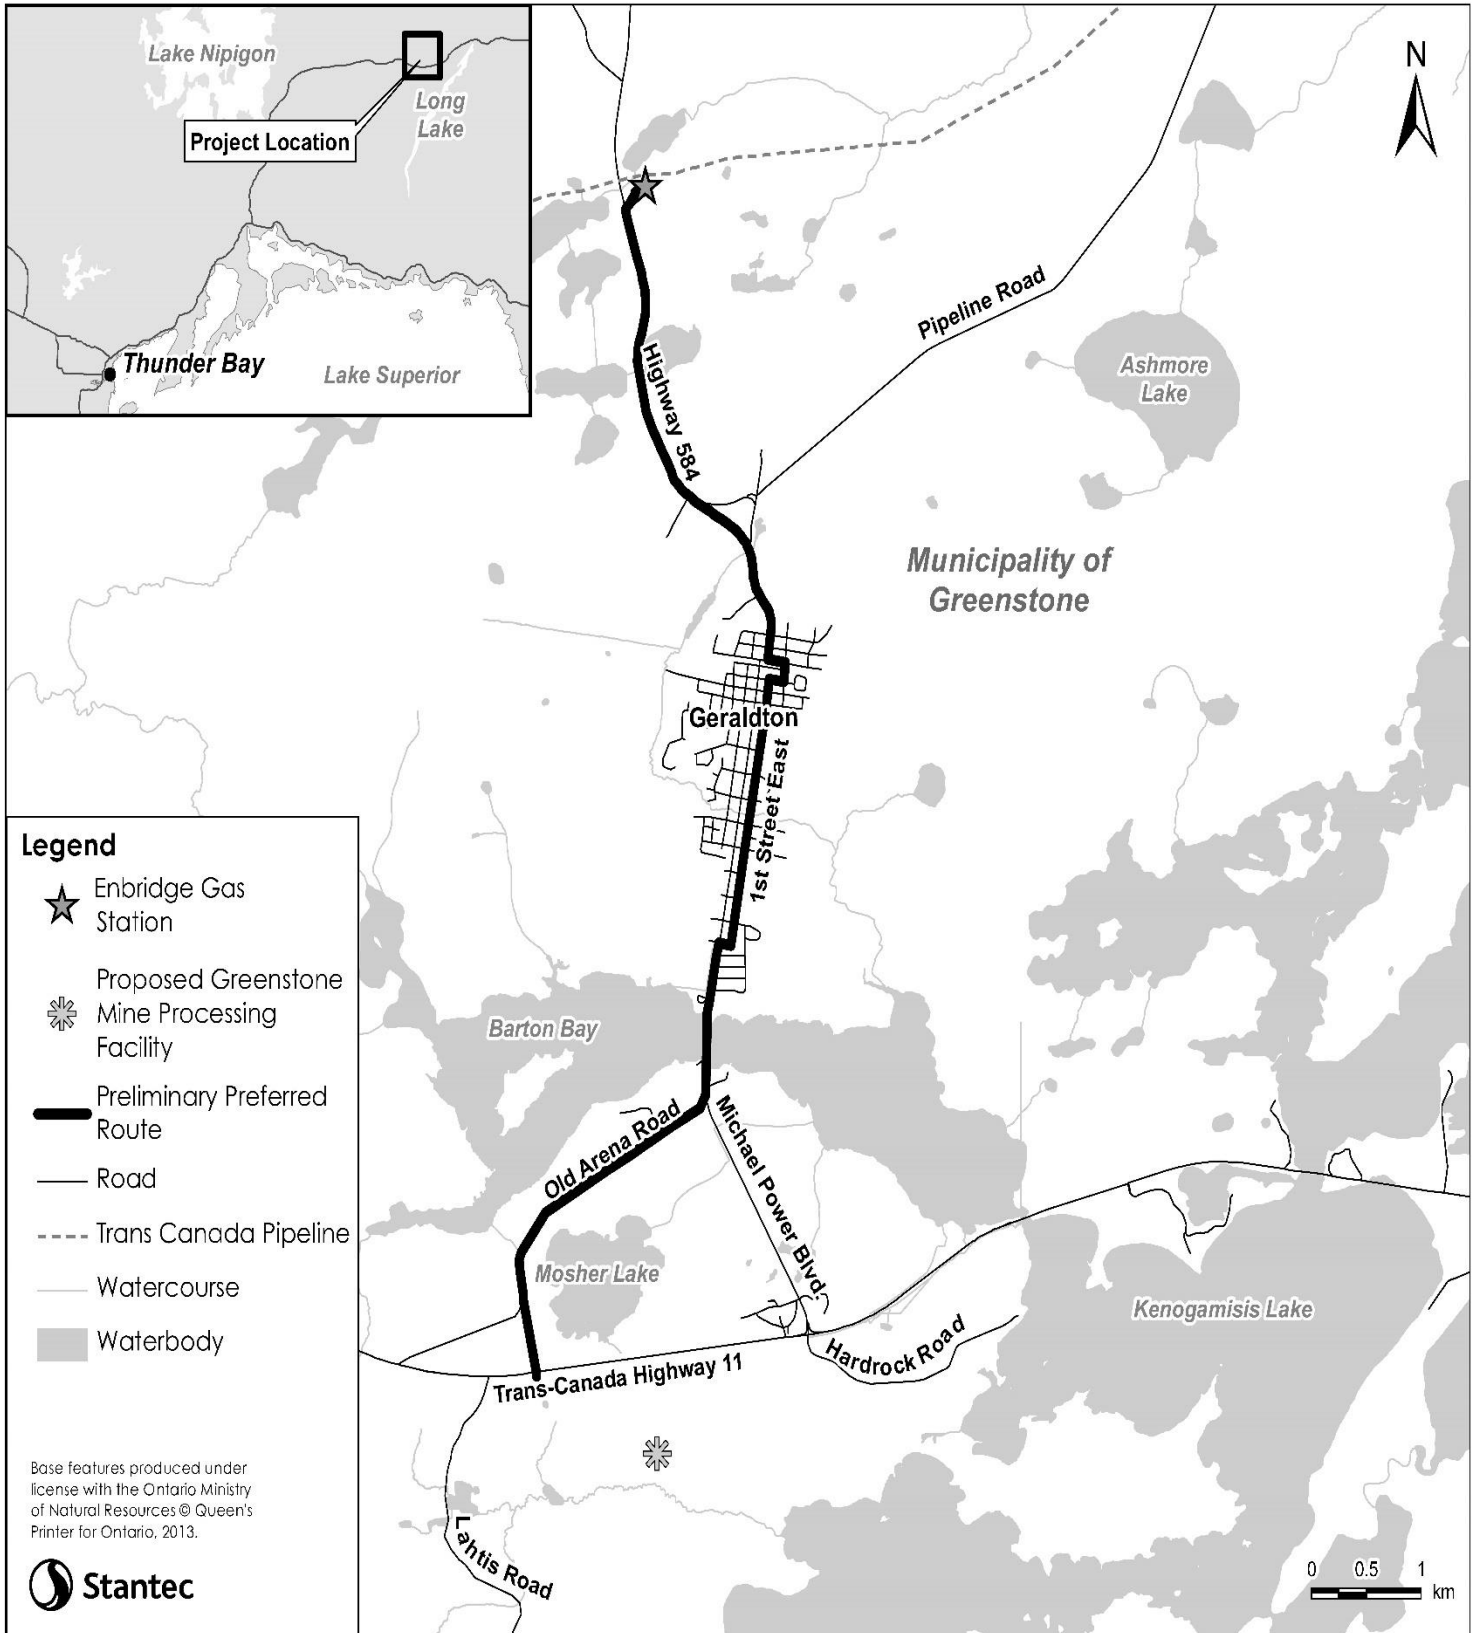 Lake Nipigon
Long
Lake
Project Location
Thunder Bay
Lake Superior
N
Pipeline Road
Ashmore
Lake
Highway 584
Municipality of
Greenstone
Geraldton
1st Street East
Barton Bay
Old Arena Road
Michael Power Blvd.
Mosher Lake
Kenogamisis Lake
Hardrock Road
Trans-Canada Highway 11
Lahtis Road
Legend
Enbridge Gas
Station
Proposed Greenstone
Mine Processing
Facility
Preliminary Preferred
Route
Road
Trans Canada Pipeline
Watercourse
Waterbody
Base features produced under
license with the Ontario Ministry
of Natural Resources © Queen's
Printer for Ontario, 2013.
Stantec
0 0.5 1
km